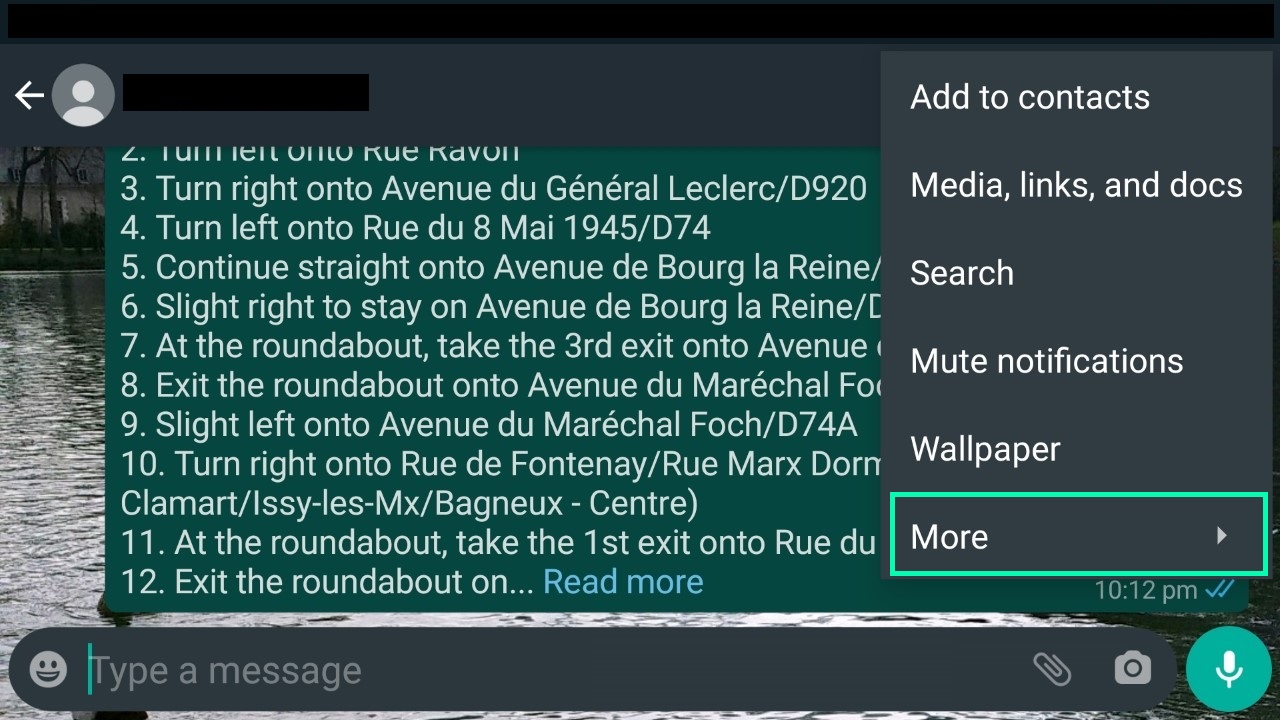 2. Turn left onto Rue Ravon
3. Turn right onto Avenue du Général Leclerc/D920
4. Turn left onto Rue du 8 Mai 1945/D74
5. Continue straight onto Avenue de Bourg la Reine/
6. Slight right to stay on Avenue de Bourg la Reine/D
7. At the roundabout, take the 3rd exit onto Avenue
8. Exit the roundabout onto Avenue du Maréchal Foc
9. Slight left onto Avenue du Maréchal Foch/D74A
10. Turn right onto Rue de Fontenay/Rue Marx Dorm
Clamart/Issy-les-Mx/Bagneux - Centre)
11. At the roundabout, take the 1st exit onto Rue du
12. Exit the roundabout on... Read more
10:12 pm
Add to contacts
Media, links, and docs
Search
Mute notifications
Wallpaper
More
Type a message